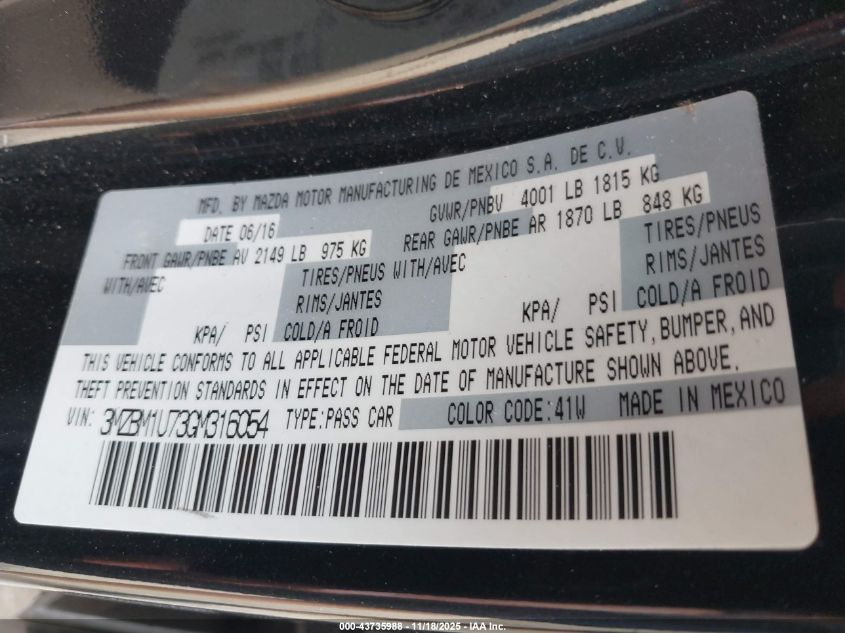 MFD. BY MAZDA MOTOR MANUFACTURING DE MEXICO S.A. DE C.V.
DATE 06/16 GVWR/PNBV 4001 LB 1815 KG
FRONT GAWR/PNBE AV 2149 LB 975 KG REAR GAWR/PNBE AR 1870 LB 848 KG
WITH/AVEC TIRES/PNEUS WITH/AVEC TIRES/PNEUS
RIMS/JANTES RIMS/JANTES
KPA/ PSI COLD/A FROID KPA/ PSI COLD/A FROID
THIS VEHICLE CONFORMS TO ALL APPLICABLE FEDERAL MOTOR VEHICLE SAFETY, BUMPER, AND
THEFT PREVENTION STANDARDS IN EFFECT ON THE DATE OF MANUFACTURE SHOWN ABOVE.
VIN: 3MZBM1U73GM316054 TYPE:PASS CAR COLOR CODE:41W MADE IN MEXICO
000-43735988 - 11/18/2025 - IAA Inc.